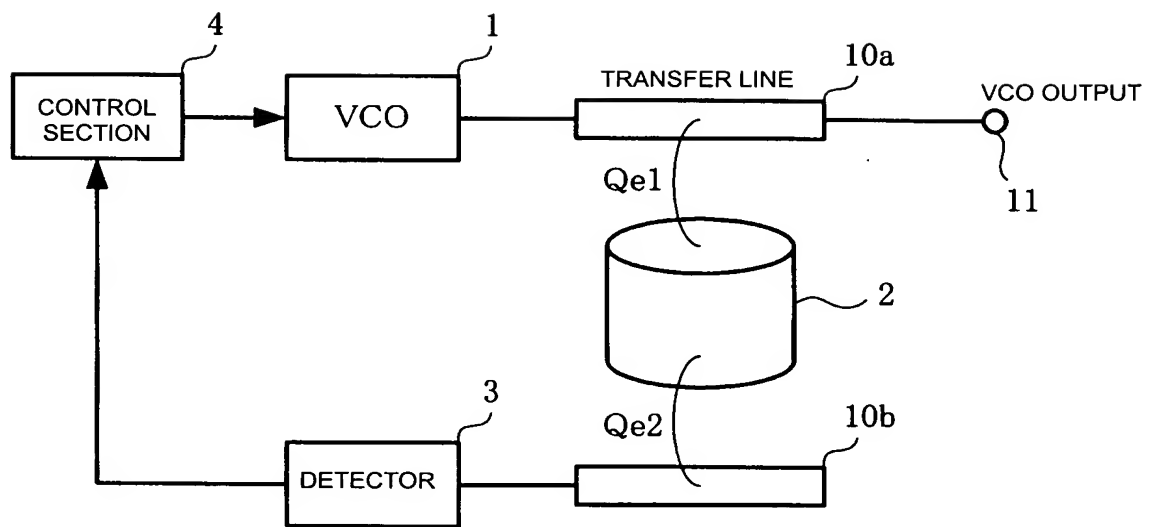 4
1
10a
TRANSFER LINE
VCO OUTPUT
CONTROL
SECTION
VCO
Qe1
11
2
3
Qe2
10b
DETECTOR